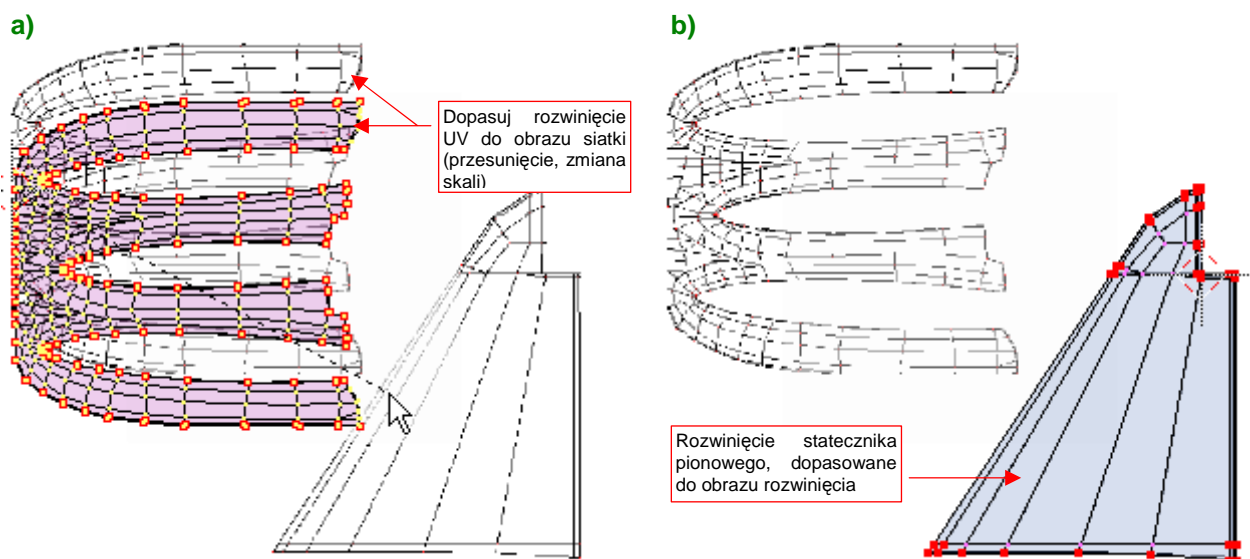 a)
b)
Dopasuj rozwinięcie
UV do obrazu siatki
(przesunięcie, zmiana
skali)
Rozwinięcie statecznika
pionowego, dopasowane
do obrazu rozwinięcia